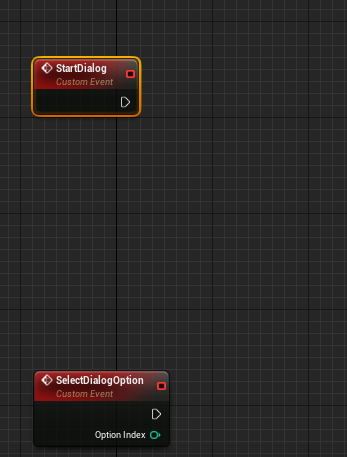 StartDialog
Custom Event
SelectDialogOption
Custom Event
Option Index